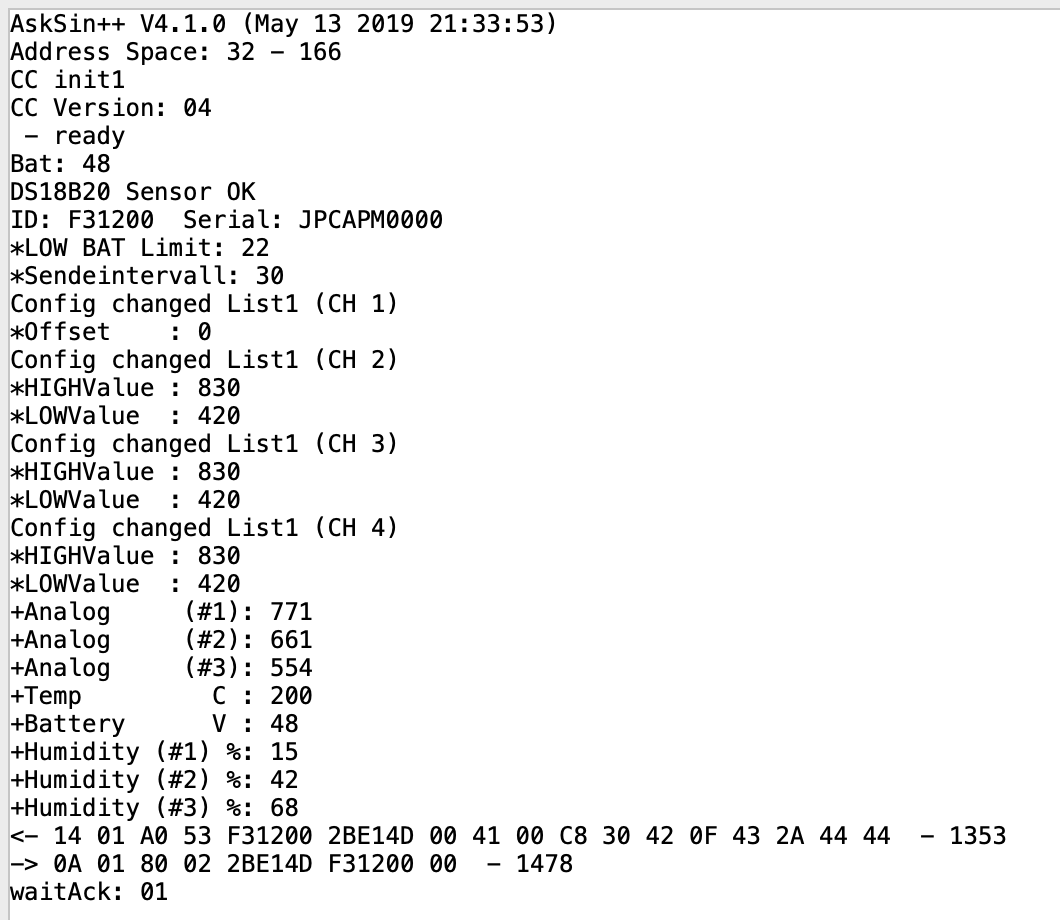 AskSin++ V4.1.0 (May 13 2019 21:33:53)
Address Space: 32 - 166
CC init1
CC Version: 04
 - ready
Bat: 48
DS18B20 Sensor OK
ID: F31200  Serial: JPCAPM0000
*LOW BAT Limit: 22
*Sendeintervall: 30
Config changed List1 (CH 1)
*Offset    : 0
Config changed List1 (CH 2)
*HIGHValue : 830
*LOWValue  : 420
Config changed List1 (CH 3)
*HIGHValue : 830
*LOWValue  : 420
Config changed List1 (CH 4)
*HIGHValue : 830
*LOWValue  : 420
+Analog     (#1): 771
+Analog     (#2): 661
+Analog     (#3): 554
+Temp         C : 200
+Battery      V : 48
+Humidity (#1) %: 15
+Humidity (#2) %: 42
+Humidity (#3) %: 68
<- 14 01 A0 53 F31200 2BE14D 00 41 00 C8 30 42 0F 43 2A 44 44  - 1353
-> 0A 01 80 02 2BE14D F31200 00  - 1478
waitAck: 01